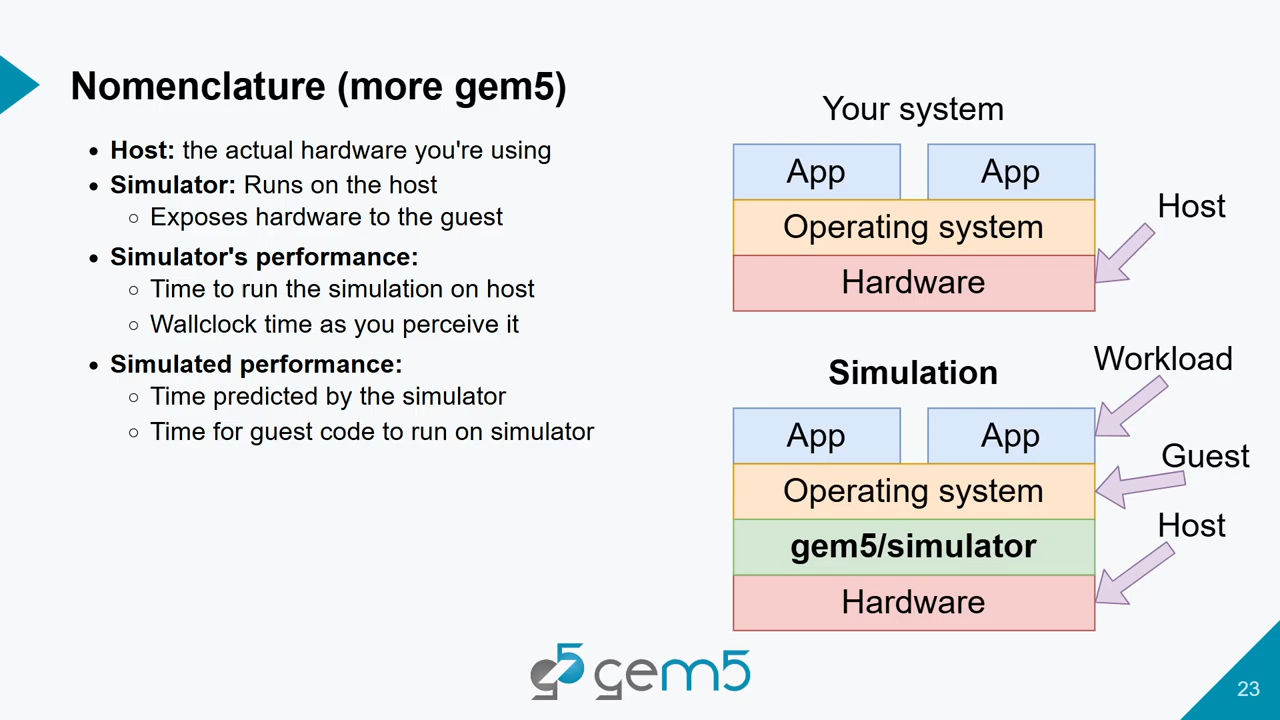 Nomenclature (more gem5)
• Host: the actual hardware you're using
• Simulator: Runs on the host
○ Exposes hardware to the guest
• Simulator's performance:
○ Time to run the simulation on host
○ Wallclock time as you perceive it
• Simulated performance:
○ Time predicted by the simulator
○ Time for guest code to run on simulator
Your system
App
App
Operating system
Hardware
Host
Simulation
App
App
Operating system
gem5/simulator
Hardware
Workload
Guest
Host
g5 gem5
23